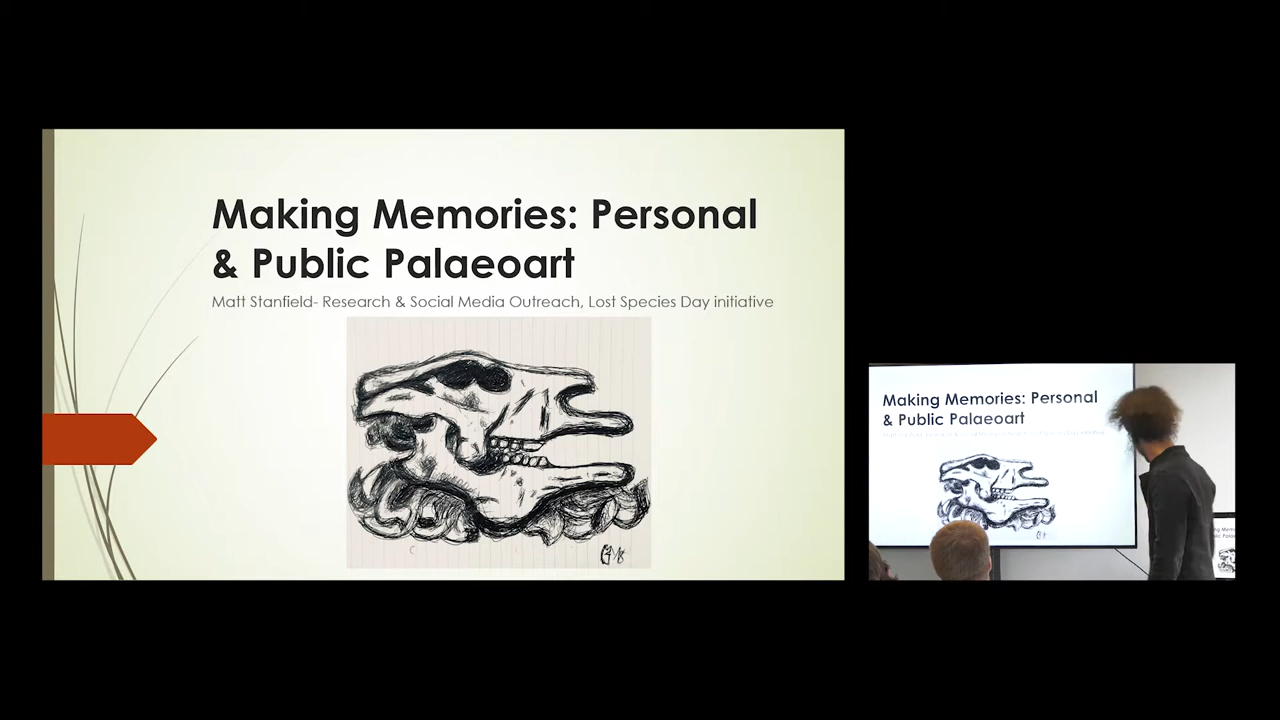 Making Memories: Personal
& Public Palaeoart
Matt Stanfield- Research & Social Media Outreach, Lost Species Day initiative
Making Memories: Personal
& Public Palaeoart